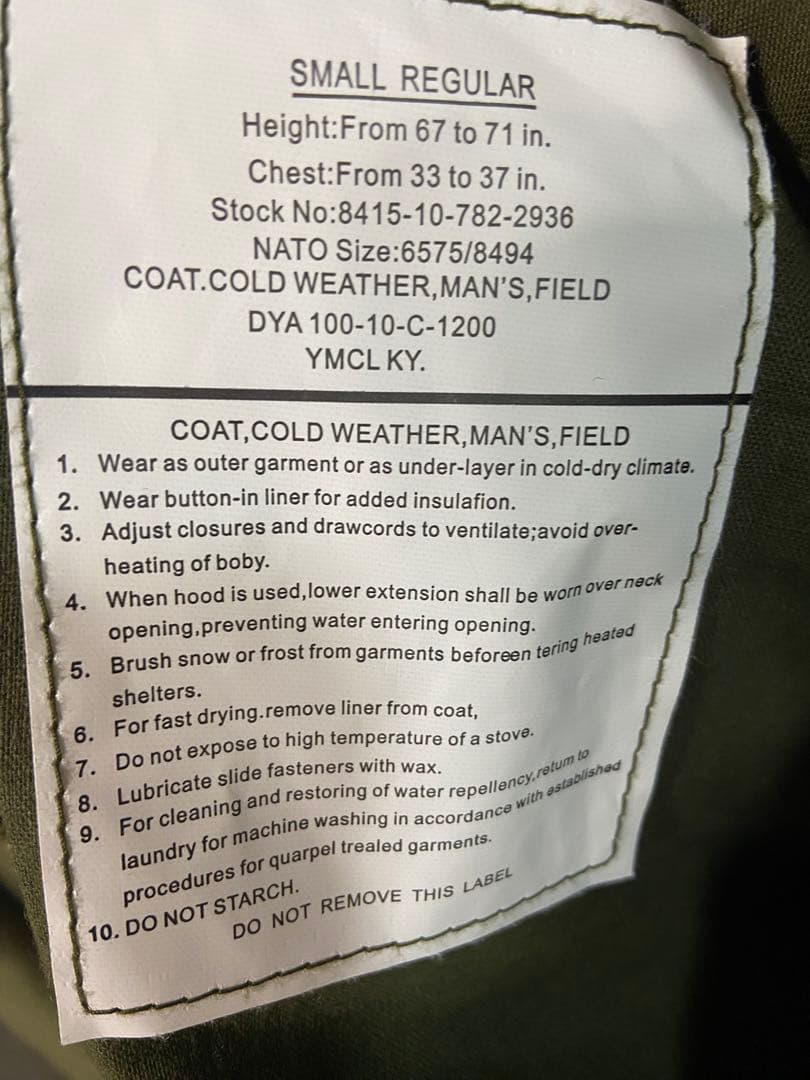 SMALL REGULAR
Height:From 67 to 71 in.
Chest:From 33 to 37 in.
Stock No:8415-10-782-2936
NATO Size:6575/8494
COAT.COLD WEATHER,MAN'S,FIELD
DYA 100-10-C-1200
YMCL KY.
COAT,COLD WEATHER,MAN'S,FIELD
1. Wear as outer garment or as under-layer in cold-dry climate.
2. Wear button-in liner for added insulafion.
3. Adjust closures and drawcords to ventilate;avoid over-
heating of boby.
4. When hood is used,lower extension shall be worn over neck
opening,preventing water entering opening.
5. Brush snow or frost from garments beforeen tering heated
shelters.
6. For fast drying.remove liner from coat,
7. Do not expose to high temperature of a stove.
8. Lubricate slide fasteners with wax.
9. For cleaning and restoring of water repellency,retum to
laundry for machine washing in accordance with established
procedures for quarpel trealed garments.
10. DO NOT STARCH.
DO NOT REMOVE THIS LABEL